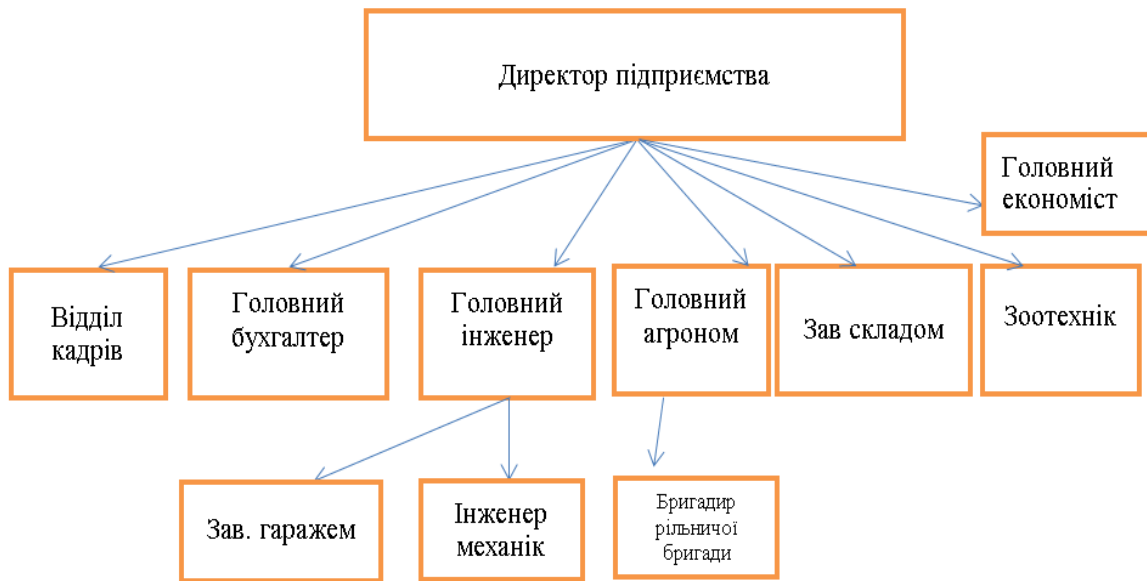 Директор підприємства
Головний
економіст
Відділ
кадрів
Головний
бухгалтер
Головний
інженер
Головний
агроном
Зав складом
Зоотехнік
Зав. гаражем
Інженер
механік
Бригадир
рільничої
бригади